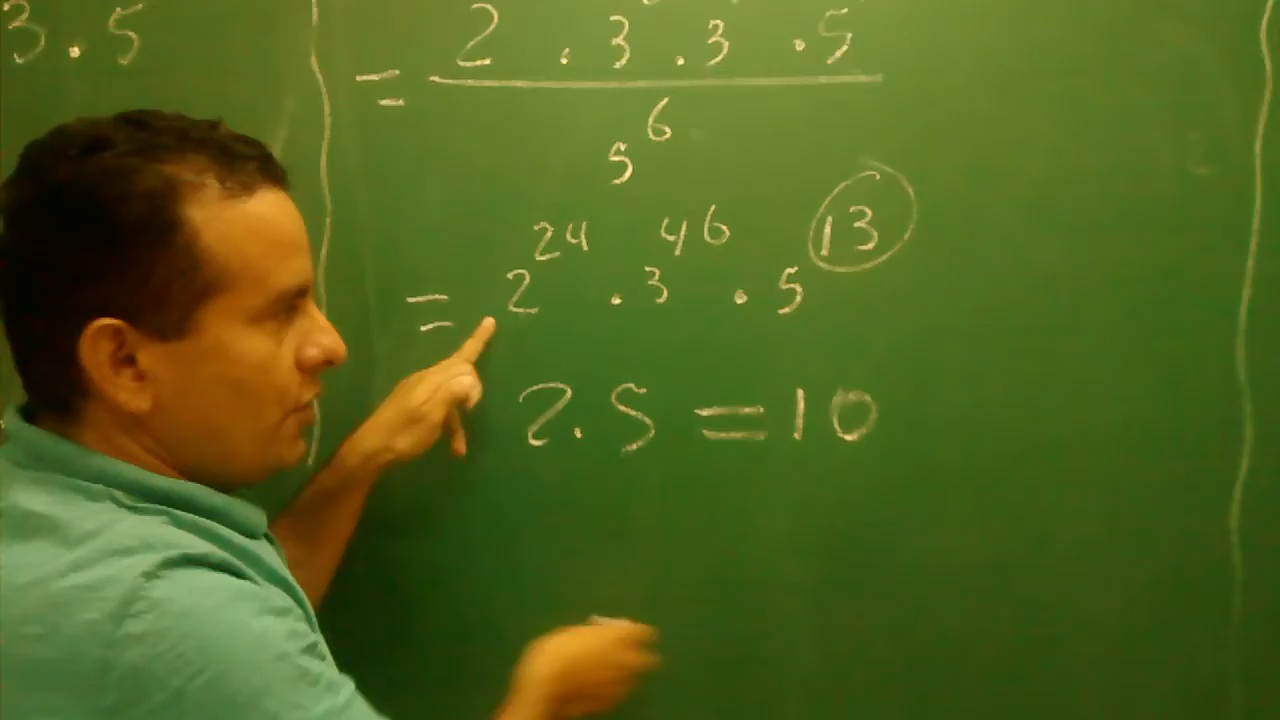 3 . 5
= 2 . 3 . 3 . 5
5^6
= 2^24 . 3^46 . 5^13
2 . 5 = 10